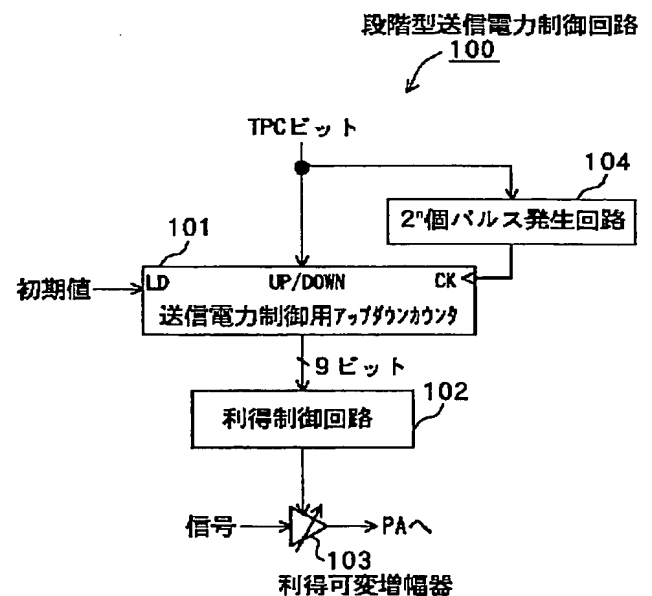 段階型送信電力制御回路
100
TPCビット
104
2ⁿ個パルス発生回路
101
初期値
LD UP/DOWN CK
送信電力制御用アップダウンカウンタ
9ビット
102
利得制御回路
信号
PAへ
103
利得可変増幅器